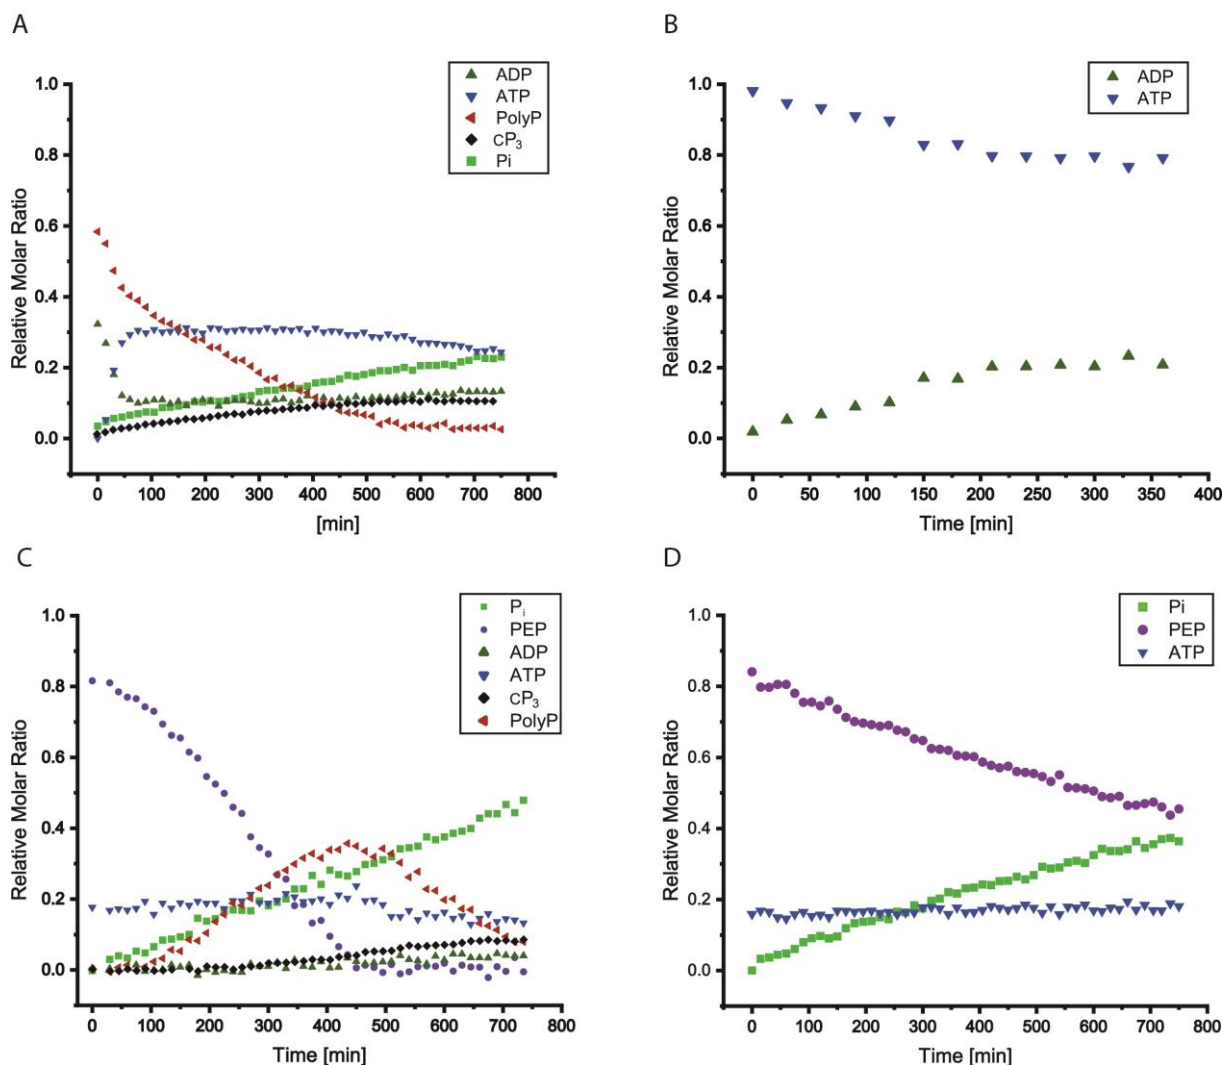 A
ADP
ATP
PolyP
cP₃
Pi
Relative Molar Ratio
1.0
0.8
0.6
0.4
0.2
0.0
0 100 200 300 400 500 600 700 800
[min]
B
ADP
ATP
Relative Molar Ratio
1.0
0.8
0.6
0.4
0.2
0.0
0 50 100 150 200 250 300 350 400
Time [min]
C
Pᵢ
PEP
ADP
ATP
cP₃
PolyP
Relative Molar Ratio
1.0
0.8
0.6
0.4
0.2
0.0
0 100 200 300 400 500 600 700 800
Time [min]
D
Pi
PEP
ATP
Relative Molar Ratio
1.0
0.8
0.6
0.4
0.2
0.0
0 100 200 300 400 500 600 700 800
Time [min]